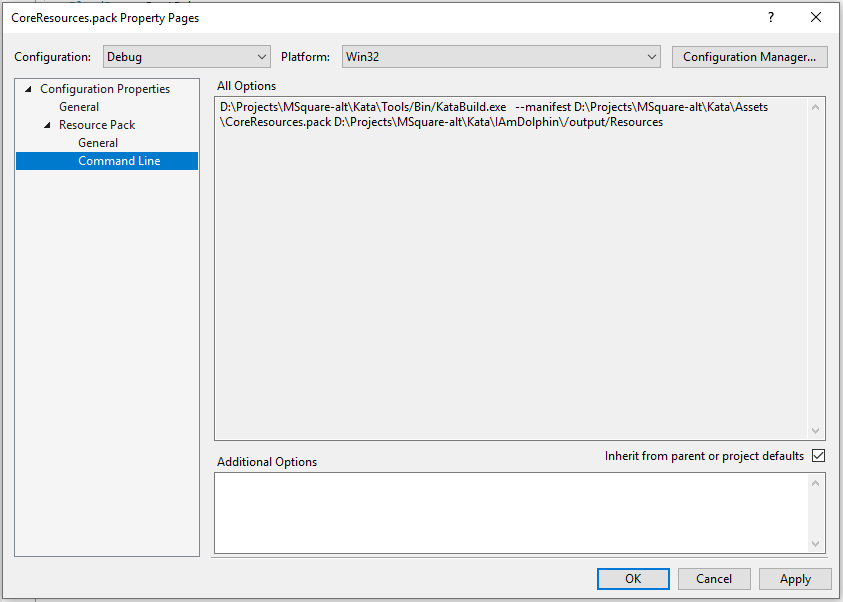 CoreResources.pack Property Pages
?
Configuration: Debug Platform: Win32 Configuration Manager...
Configuration Properties
General
Resource Pack
General
Command Line
All Options
D:\Projects\MSquare-alt\Kata\Tools/Bin/KataBuild.exe --manifest D:\Projects\MSquare-alt\Kata\Assets
\CoreResources.pack D:\Projects\MSquare-alt\Kata\IAmDolphin\/output/Resources
Inherit from parent or project defaults
Additional Options
OK Cancel Apply